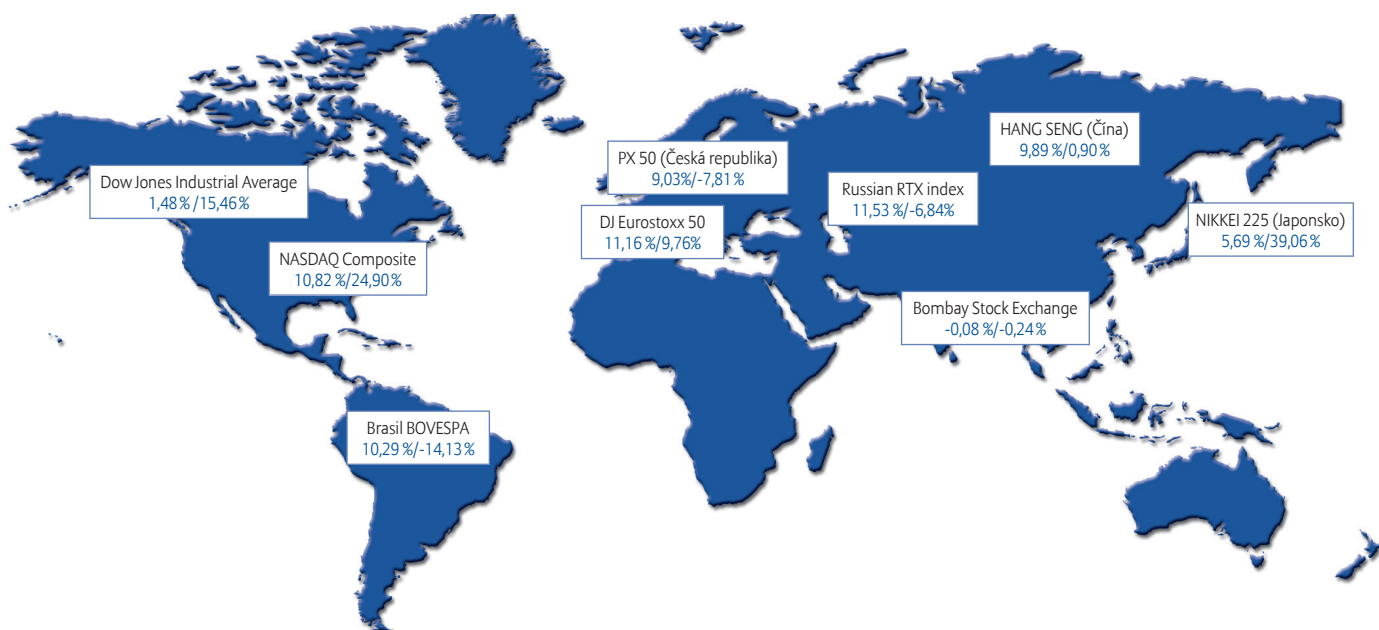 HANG SENG (Čína)
9,89 %/0,90 %
PX 50 (Česká republika)
9,03%/-7,81 %
Dow Jones Industrial Average
1,48 % /15,46 %
Russian RTX index
11,53 %/-6,84%
DJ Eurostoxx 50
11,16 %/9,76%
NIKKEI 225 (Japonsko)
5,69 %/39,06 %
NASDAQ Composite
10,82 %/24,90 %
Bombay Stock Exchange
-0,08 %/-0,24 %
Brasil BOVESPA
10,29 %/-14,13 %